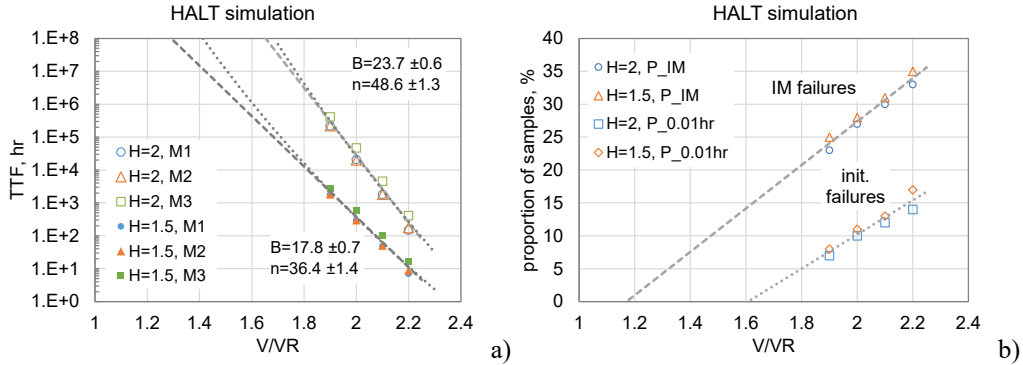 HALT simulation
1.E+8
1.E+7
1.E+6
1.E+5
1.E+4
1.E+3
1.E+2
1.E+1
1.E+0
TTF, hr
B=23.7 ±0.6
n=48.6 ±1.3
H=2, M1
H=2, M2
H=2, M3
H=1.5, M1
H=1.5, M2
H=1.5, M3
B=17.8 ±0.7
n=36.4 ±1.4
1 1.2 1.4 1.6 1.8 2 2.2 2.4
V/VR
a)
HALT simulation
40
35
30
25
20
15
10
5
0
proportion of samples, %
H=2, P_IM
H=1.5, P_IM
H=2, P_0.01hr
H=1.5, P_0.01hr
IM failures
init.
failures
1 1.2 1.4 1.6 1.8 2 2.2 2.4
V/VR
b)